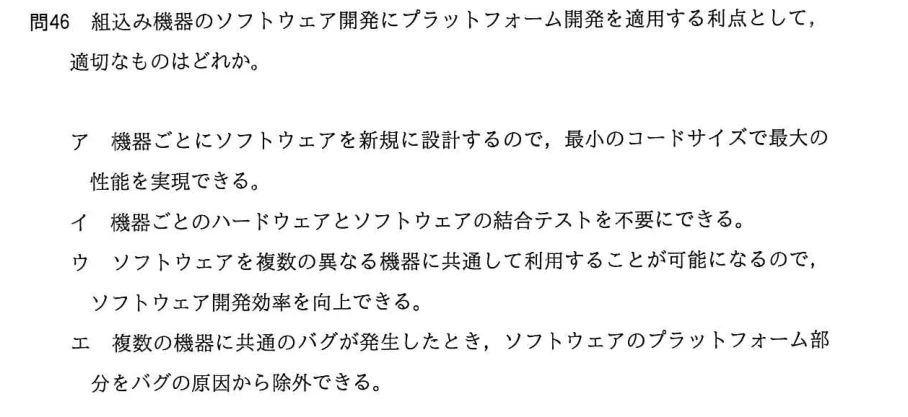 問46 組込み機器のソフトウェア開発にプラットフォーム開発を適用する利点として，
適切なものはどれか。
ア 機器ごとにソフトウェアを新規に設計するので，最小のコードサイズで最大の
性能を実現できる。
イ 機器ごとのハードウェアとソフトウェアの結合テストを不要にできる。
ウ ソフトウェアを複数の異なる機器に共通して利用することが可能になるので，
ソフトウェア開発効率を向上できる。
エ 複数の機器に共通のバグが発生したとき，ソフトウェアのプラットフォーム部
分をバグの原因から除外できる。